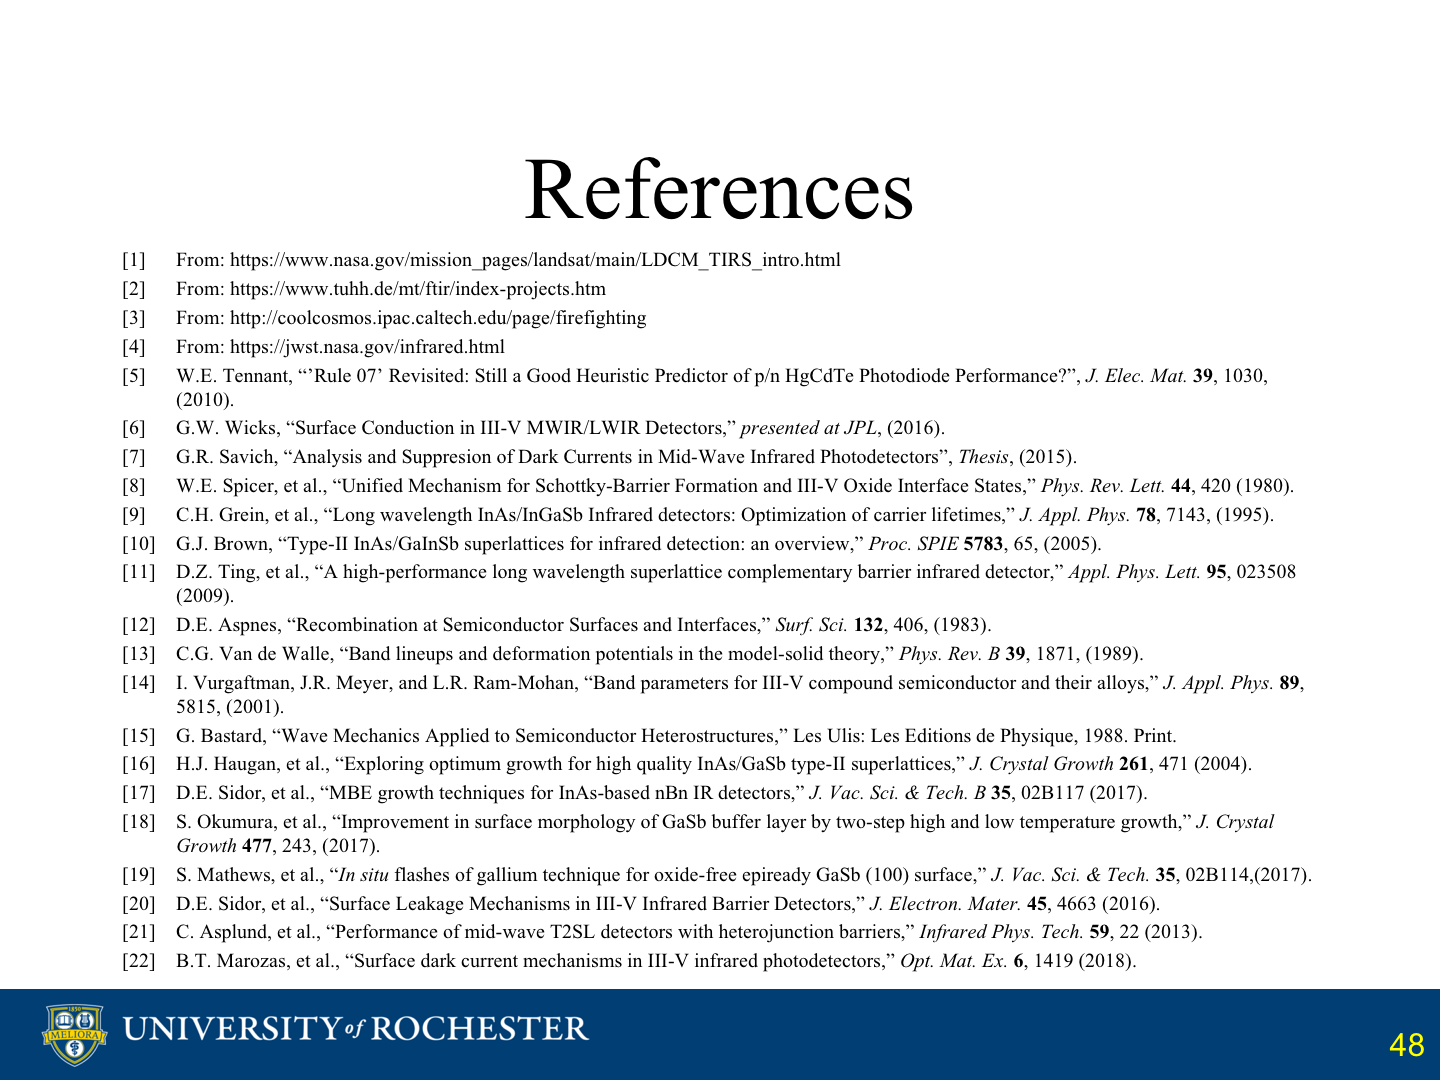 References
[1] From: https://www.nasa.gov/mission_pages/landsat/main/LDCM_TIRS_intro.html
[2] From: https://www.tuhh.de/mt/ftir/index-projects.htm
[3] From: http://coolcosmos.ipac.caltech.edu/page/firefighting
[4] From: https://jwst.nasa.gov/infrared.html
[5] W.E. Tennant, “’Rule 07’ Revisited: Still a Good Heuristic Predictor of p/n HgCdTe Photodiode Performance?”, J. Elec. Mat. 39, 1030,
(2010).
[6] G.W. Wicks, “Surface Conduction in III-V MWIR/LWIR Detectors,” presented at JPL, (2016).
[7] G.R. Savich, “Analysis and Suppresion of Dark Currents in Mid-Wave Infrared Photodetectors”, Thesis, (2015).
[8] W.E. Spicer, et al., “Unified Mechanism for Schottky-Barrier Formation and III-V Oxide Interface States,” Phys. Rev. Lett. 44, 420 (1980).
[9] C.H. Grein, et al., “Long wavelength InAs/InGaSb Infrared detectors: Optimization of carrier lifetimes,” J. Appl. Phys. 78, 7143, (1995).
[10] G.J. Brown, “Type-II InAs/GaInSb superlattices for infrared detection: an overview,” Proc. SPIE 5783, 65, (2005).
[11] D.Z. Ting, et al., “A high-performance long wavelength superlattice complementary barrier infrared detector,” Appl. Phys. Lett. 95, 023508
(2009).
[12] D.E. Aspnes, “Recombination at Semiconductor Surfaces and Interfaces,” Surf. Sci. 132, 406, (1983).
[13] C.G. Van de Walle, “Band lineups and deformation potentials in the model-solid theory,” Phys. Rev. B 39, 1871, (1989).
[14] I. Vurgaftman, J.R. Meyer, and L.R. Ram-Mohan, “Band parameters for III-V compound semiconductor and their alloys,” J. Appl. Phys. 89,
5815, (2001).
[15] G. Bastard, “Wave Mechanics Applied to Semiconductor Heterostructures,” Les Ulis: Les Editions de Physique, 1988. Print.
[16] H.J. Haugan, et al., “Exploring optimum growth for high quality InAs/GaSb type-II superlattices,” J. Crystal Growth 261, 471 (2004).
[17] D.E. Sidor, et al., “MBE growth techniques for InAs-based nBn IR detectors,” J. Vac. Sci. & Tech. B 35, 02B117 (2017).
[18] S. Okumura, et al., “Improvement in surface morphology of GaSb buffer layer by two-step high and low temperature growth,” J. Crystal
Growth 477, 243, (2017).
[19] S. Mathews, et al., “In situ flashes of gallium technique for oxide-free epiready GaSb (100) surface,” J. Vac. Sci. & Tech. 35, 02B114,(2017).
[20] D.E. Sidor, et al., “Surface Leakage Mechanisms in III-V Infrared Barrier Detectors,” J. Electron. Mater. 45, 4663 (2016).
[21] C. Asplund, et al., “Performance of mid-wave T2SL detectors with heterojunction barriers,” Infrared Phys. Tech. 59, 22 (2013).
[22] B.T. Marozas, et al., “Surface dark current mechanisms in III-V infrared photodetectors,” Opt. Mat. Ex. 6, 1419 (2018).
1850
MELIORA
UNIVERSITY of ROCHESTER
48